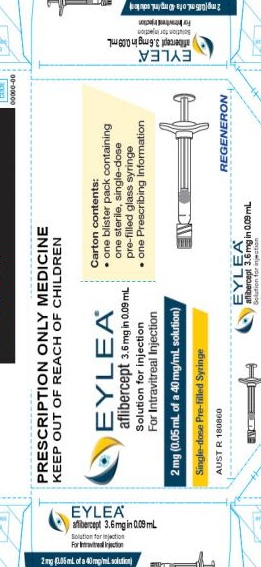 2 mg (0.05 mL of a 40 mg/mL solution)
For Intravitreal Injection
Solution for injection
aflibercept 3.6 mg in 0.09 mL
EYLEA®
00000-00
PRESCRIPTION ONLY MEDICINE
KEEP OUT OF REACH OF CHILDREN
Carton contents:
• one blister pack containing
one sterile, single-dose
pre-filled glass syringe
• one Prescribing Information
EYLEA®
aflibercept 3.6 mg in 0.09 mL
Solution for injection
For Intravitreal Injection
2 mg (0.05 mL of a 40 mg/mL solution)
Single-dose Pre-filled Syringe
AUST R 180860
REGENERON
EYLEA®
aflibercept 3.6 mg in 0.09 mL
Solution for injection
EYLEA®
aflibercept 3.6 mg in 0.09 mL
Solution for Injection
For Intravitreal Injection
2 mg (0.05 mL of a 40 mg/mL solution)